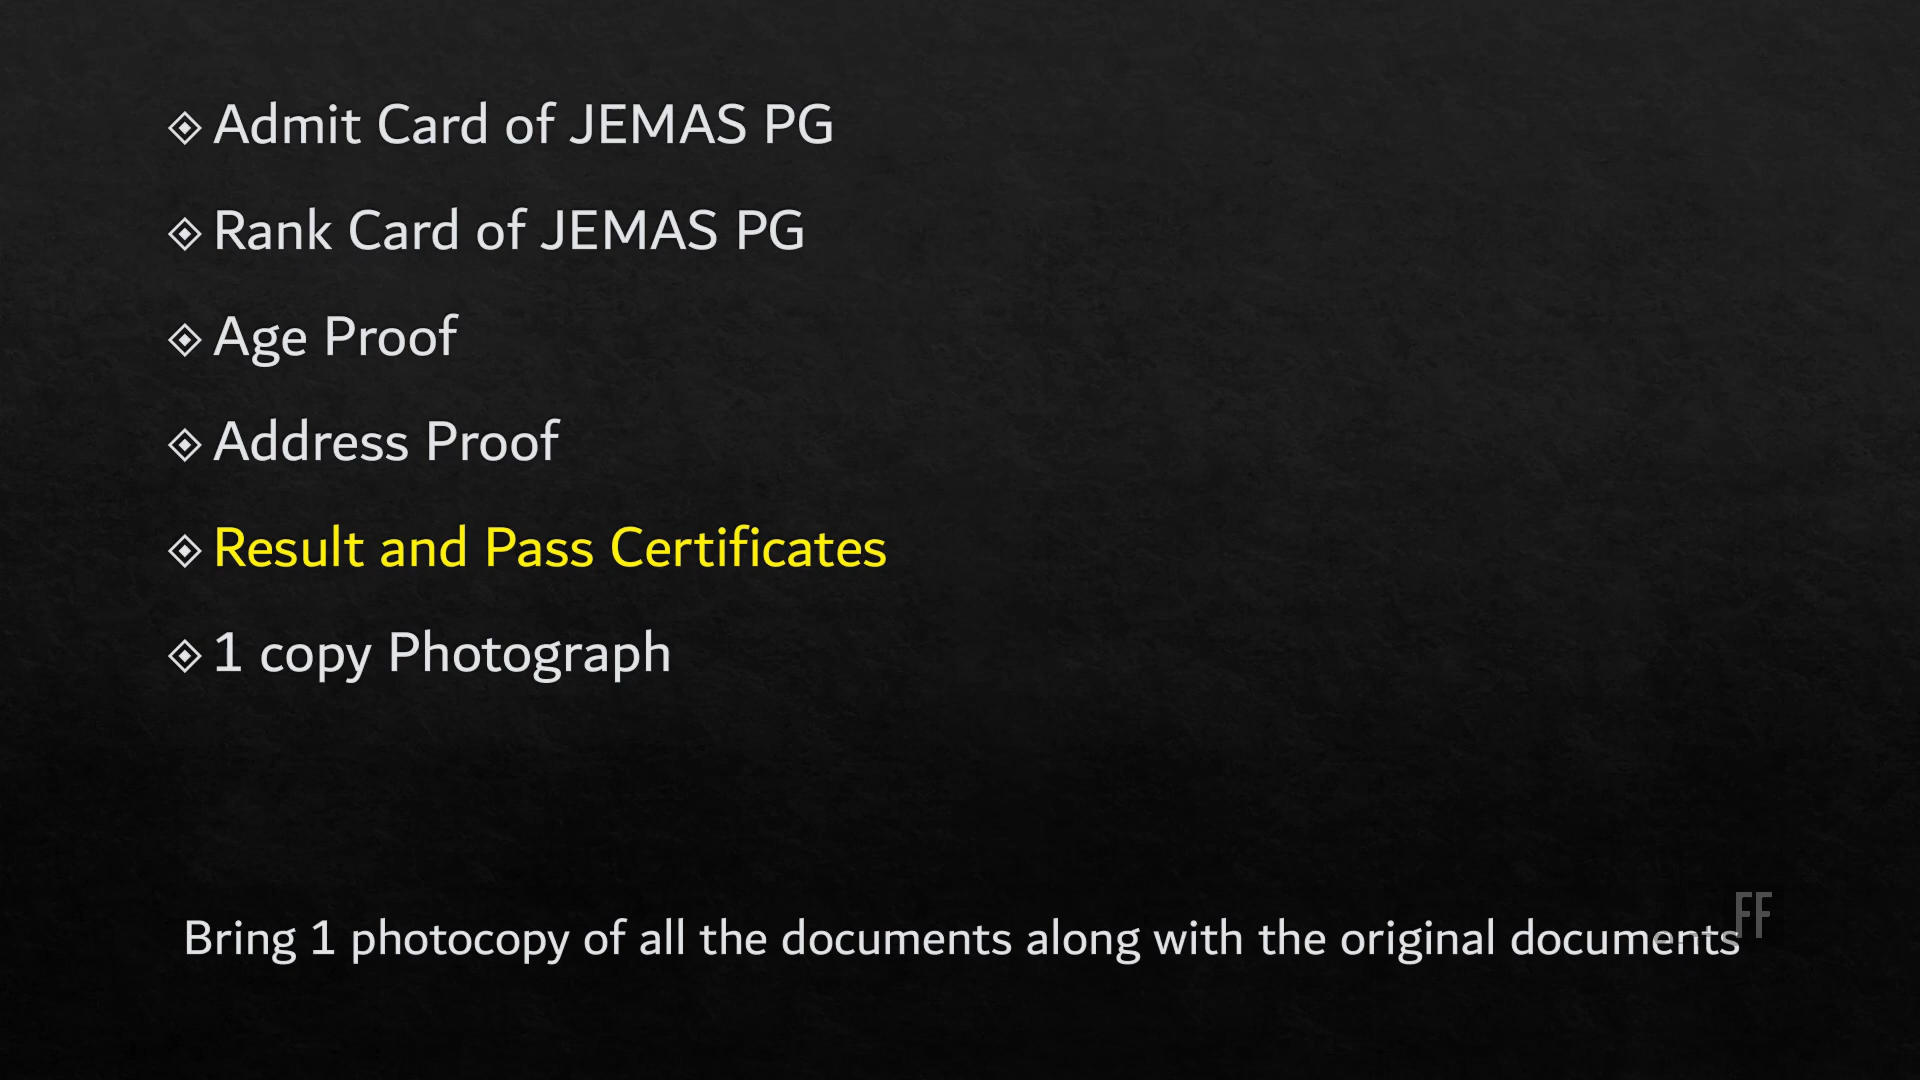 Admit Card of JEMAS PG
Rank Card of JEMAS PG
Age Proof
Address Proof
Result and Pass Certificates
1 copy Photograph
Bring 1 photocopy of all the documents along with the original documents
FF